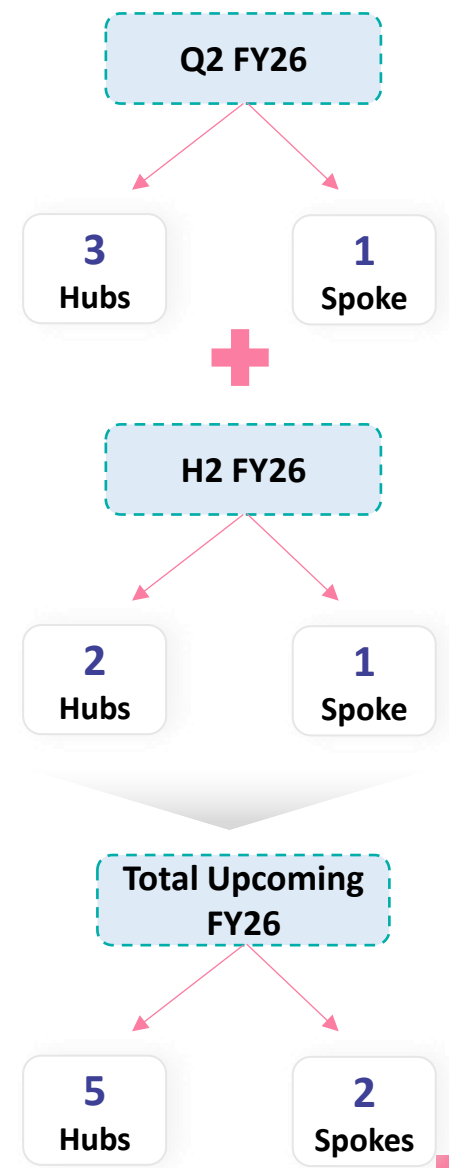 Q2 FY26
3
Hubs
1
Spoke
H2 FY26
2
Hubs
1
Spoke
Total Upcoming
FY26
5
Hubs
2
Spokes